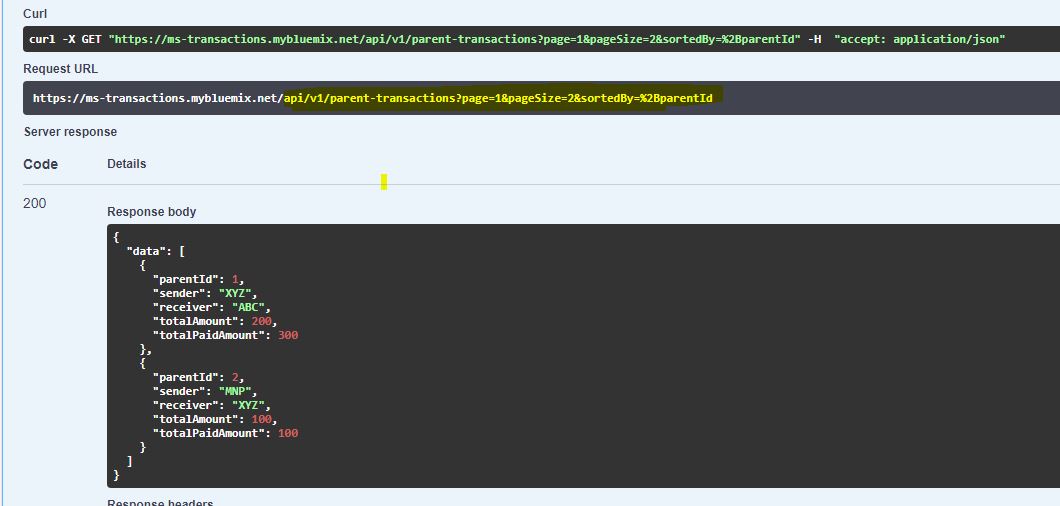 Curl
curl -X GET "https://ms-transactions.mybluemix.net/api/v1/parent-transactions?page=1&pageSize=2&sortedBy=%2BparentId" -H  "accept: application/json"
Request URL
https://ms-transactions.mybluemix.net/api/v1/parent-transactions?page=1&pageSize=2&sortedBy=%2BparentId
Server response
Code Details
200
Response body
{
  "data": [
    {
      "parentId": 1,
      "sender": "XYZ",
      "receiver": "ABC",
      "totalAmount": 200,
      "totalPaidAmount": 300
    },
    {
      "parentId": 2,
      "sender": "MNP",
      "receiver": "XYZ",
      "totalAmount": 100,
      "totalPaidAmount": 100
    }
  ]
}
Response headers